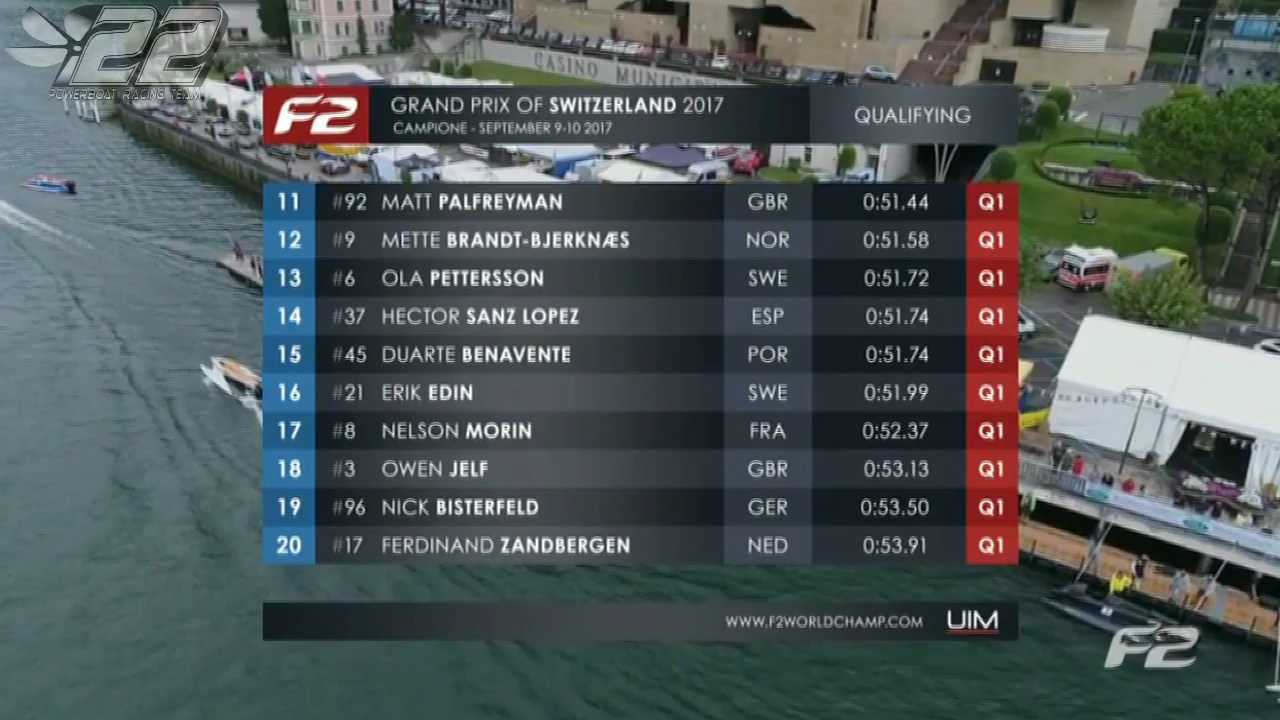 22
POWERBOAT RACING TEAM
CASINO MUNICIP
F2
GRAND PRIX OF SWITZERLAND 2017
CAMPIONE - SEPTEMBER 9-10 2017
QUALIFYING
11 #92 MATT PALFREYMAN GBR 0:51.44 Q1
12 #9 METTE BRANDT-BJERKNÆS NOR 0:51.58 Q1
13 #6 OLA PETTERSSON SWE 0:51.72 Q1
14 #37 HECTOR SANZ LOPEZ ESP 0:51.74 Q1
15 #45 DUARTE BENAVENTE POR 0:51.74 Q1
16 #21 ERIK EDIN SWE 0:51.99 Q1
17 #8 NELSON MORIN FRA 0:52.37 Q1
18 #3 OWEN JELF GBR 0:53.13 Q1
19 #96 NICK BISTERFELD GER 0:53.50 Q1
20 #17 FERDINAND ZANDBERGEN NED 0:53.91 Q1
WWW.F2WORLDCHAMP.COM UIM
F2